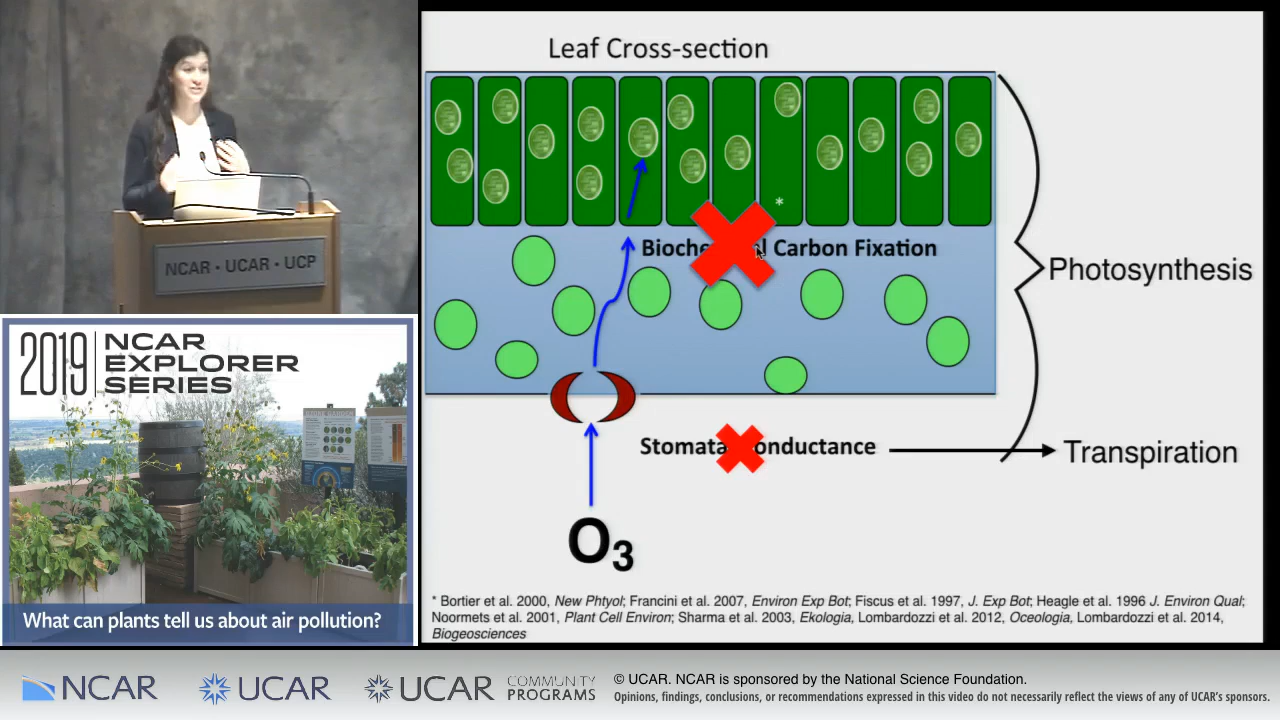 NCAR • UCAR • UCP
2019 NCAR
EXPLORER
SERIES
What can plants tell us about air pollution?
Leaf Cross-section
*
Bioche l Carbon Fixation
Photosynthesis
Stomata onductance
Transpiration
O3
* Bortier et al. 2000, New Phtyol; Francini et al. 2007, Environ Exp Bot; Fiscus et al. 1997, J. Exp Bot; Heagle et al. 1996 J. Environ Qual;
Noormets et al. 2001, Plant Cell Environ; Sharma et al. 2003, Ekologia, Lombardozzi et al. 2012, Oceologia, Lombardozzi et al. 2014,
Biogeosciences
NCAR
UCAR
UCAR
COMMUNITY
PROGRAMS
© UCAR. NCAR is sponsored by the National Science Foundation.
Opinions, findings, conclusions, or recommendations expressed in this video do not necessarily reflect the views of any of UCAR's sponsors.